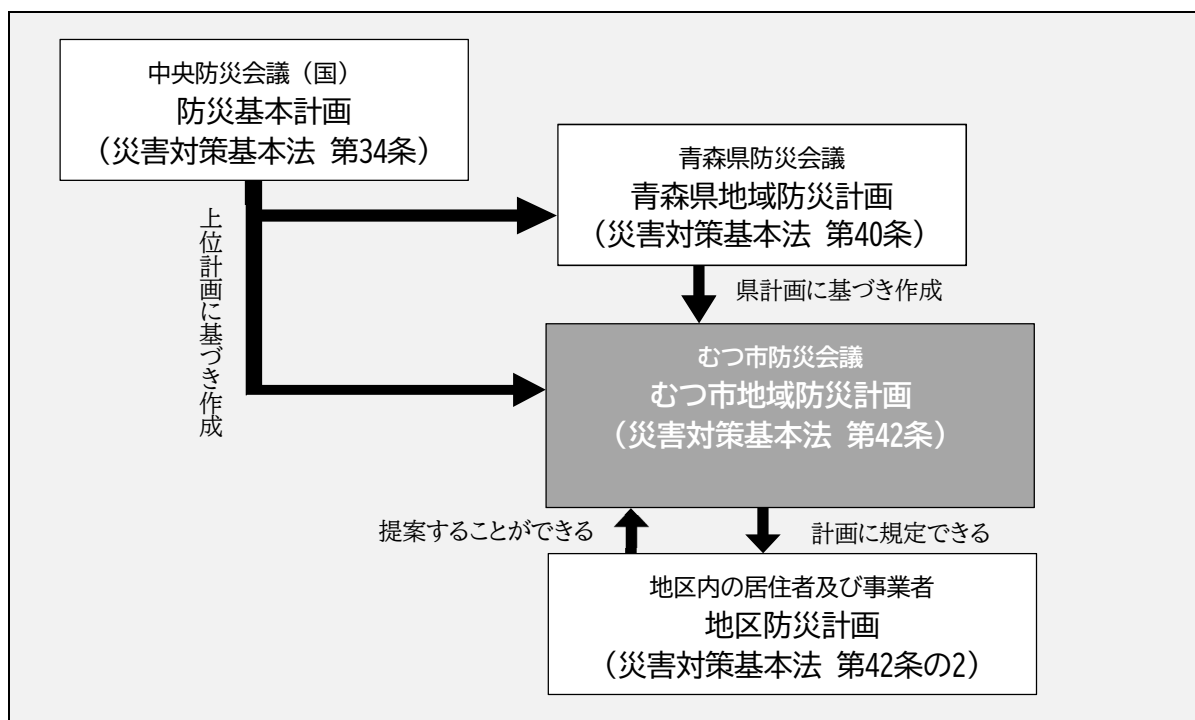 中央防災会議（国）
防災基本計画
（災害対策基本法 第34条）
青森県防災会議
青森県地域防災計画
（災害対策基本法 第40条）
上位計画に基づき作成
県計画に基づき作成
むつ市防災会議
むつ市地域防災計画
（災害対策基本法 第42条）
提案することができる
計画に規定できる
地区内の居住者及び事業者
地区防災計画
（災害対策基本法 第42条の2）